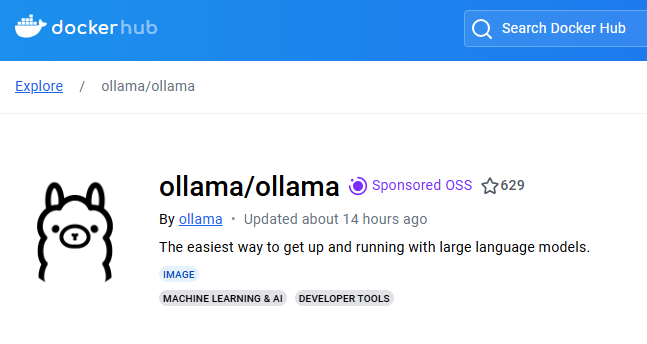 dockerhub
Search Docker Hub
Explore / ollama/ollama
ollama/ollama Sponsored OSS 629
By ollama • Updated about 14 hours ago
The easiest way to get up and running with large language models.
IMAGE
MACHINE LEARNING & AI DEVELOPER TOOLS